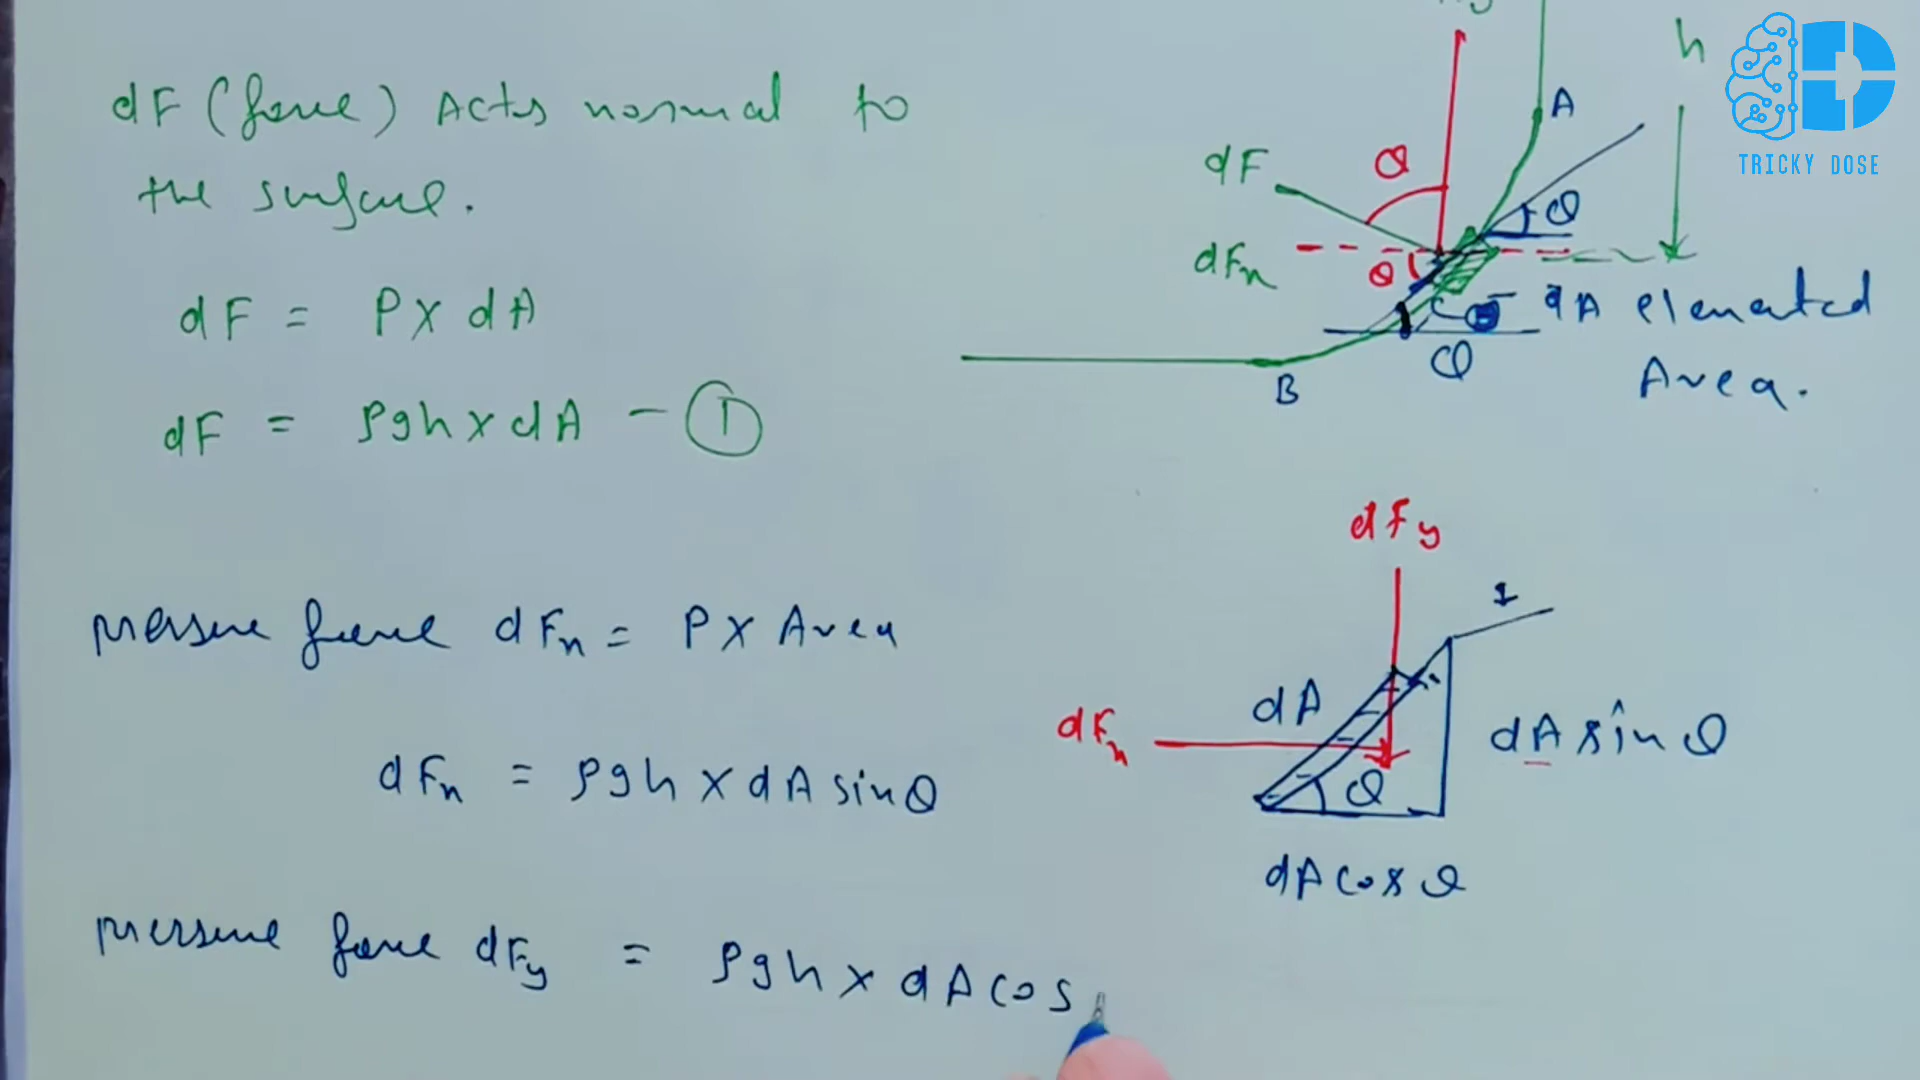 dF (force) Acts normal to
the surface.
dF = P X dA
dF = ρgh x dA — ①
pressure force dFx = P X Area
dFx = ρgh X dA sinθ
pressure force dFy = ρgh x dA cos
h
A
dF
θ
θ
dFx
θ
dA elemental
Area.
θ
B
dFy
dA
dFx
dA sinθ
θ
dA cosθ
TRICKY DOSE